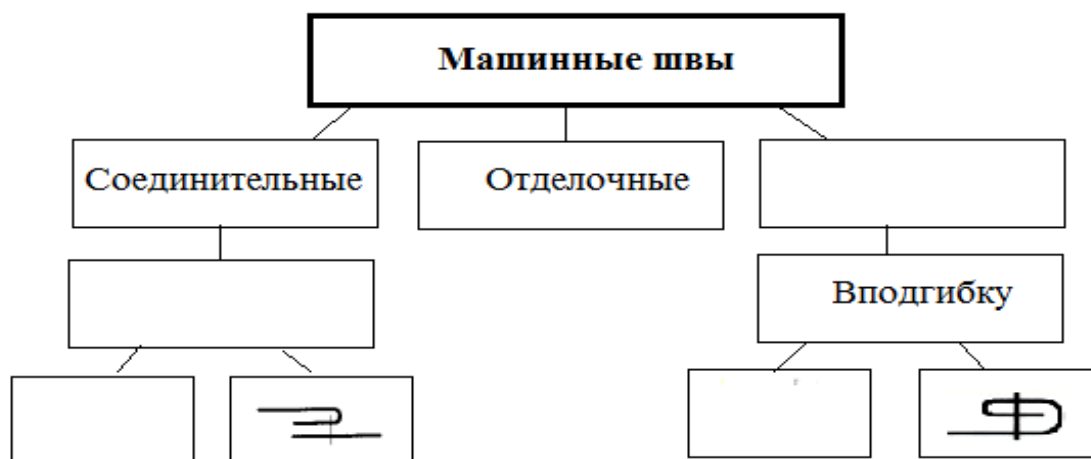 Машинные швы
Соединительные
Отделочные
Вподгибку